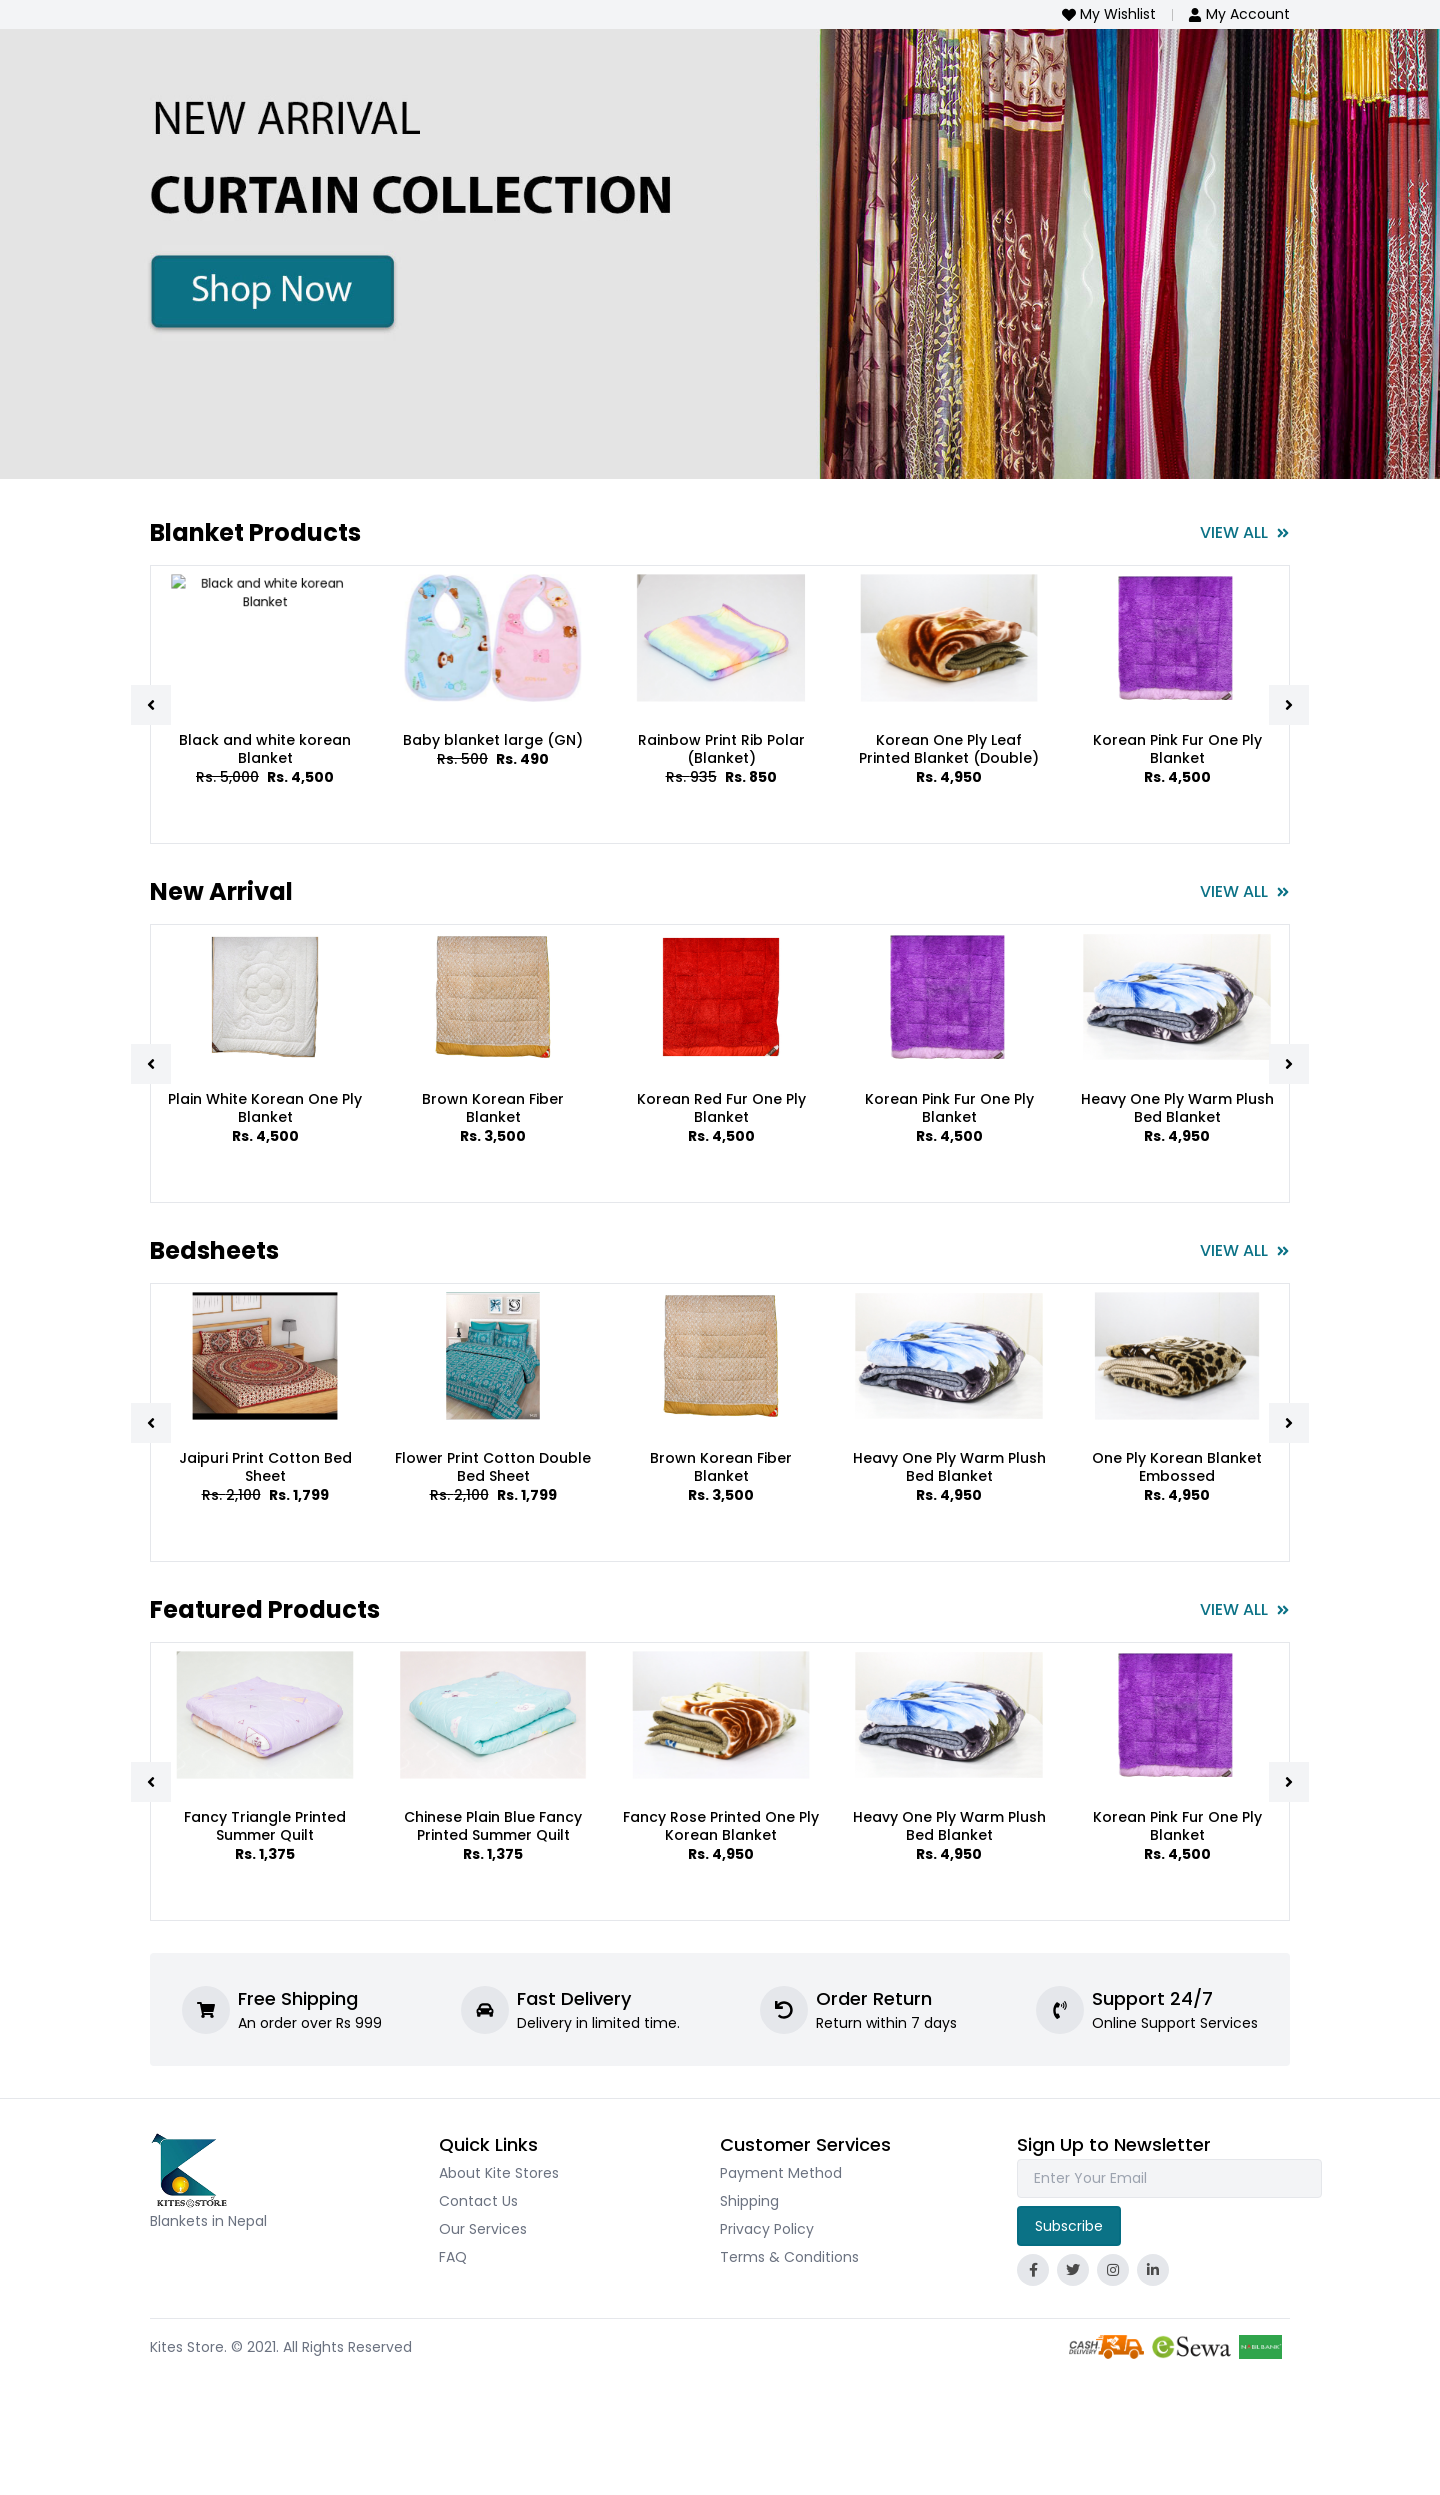 My Wishlist | My Account
NEW ARRIVAL
CURTAIN COLLECTION
Shop Now
Blanket Products
VIEW ALL
Black and white korean
Blanket
Black and white korean
Blanket
Rs. 5,000 Rs. 4,500
Baby blanket large (GN)
Rs. 500 Rs. 490
Rainbow Print Rib Polar
(Blanket)
Rs. 935 Rs. 850
Korean One Ply Leaf
Printed Blanket (Double)
Rs. 4,950
Korean Pink Fur One Ply
Blanket
Rs. 4,500
New Arrival
VIEW ALL
Plain White Korean One Ply
Blanket
Rs. 4,500
Brown Korean Fiber
Blanket
Rs. 3,500
Korean Red Fur One Ply
Blanket
Rs. 4,500
Korean Pink Fur One Ply
Blanket
Rs. 4,500
Heavy One Ply Warm Plush
Bed Blanket
Rs. 4,950
Bedsheets
VIEW ALL
Jaipuri Print Cotton Bed
Sheet
Rs. 2,100 Rs. 1,799
Flower Print Cotton Double
Bed Sheet
Rs. 2,100 Rs. 1,799
Brown Korean Fiber
Blanket
Rs. 3,500
Heavy One Ply Warm Plush
Bed Blanket
Rs. 4,950
One Ply Korean Blanket
Embossed
Rs. 4,950
Featured Products
VIEW ALL
Fancy Triangle Printed
Summer Quilt
Rs. 1,375
Chinese Plain Blue Fancy
Printed Summer Quilt
Rs. 1,375
Fancy Rose Printed One Ply
Korean Blanket
Rs. 4,950
Heavy One Ply Warm Plush
Bed Blanket
Rs. 4,950
Korean Pink Fur One Ply
Blanket
Rs. 4,500
Free Shipping
An order over Rs 999
Fast Delivery
Delivery in limited time.
Order Return
Return within 7 days
Support 24/7
Online Support Services
KITES@STORE
Blankets in Nepal
Quick Links
About Kite Stores
Contact Us
Our Services
FAQ
Customer Services
Payment Method
Shipping
Privacy Policy
Terms & Conditions
Sign Up to Newsletter
Enter Your Email
Subscribe
Kites Store. © 2021. All Rights Reserved
CASH
DELIVERY
eSewa
NABIL BANK